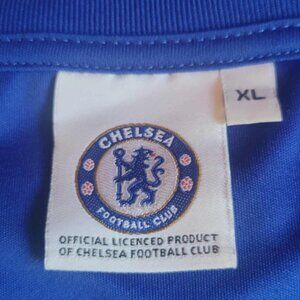 XL
CHELSEA
FOOTBALL CLUB
OFFICIAL LICENCED PRODUCT
OF CHELSEA FOOTBALL CLUB